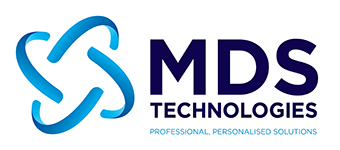 MDS
TECHNOLOGIES
PROFESSIONAL, PERSONALISED SOLUTIONS